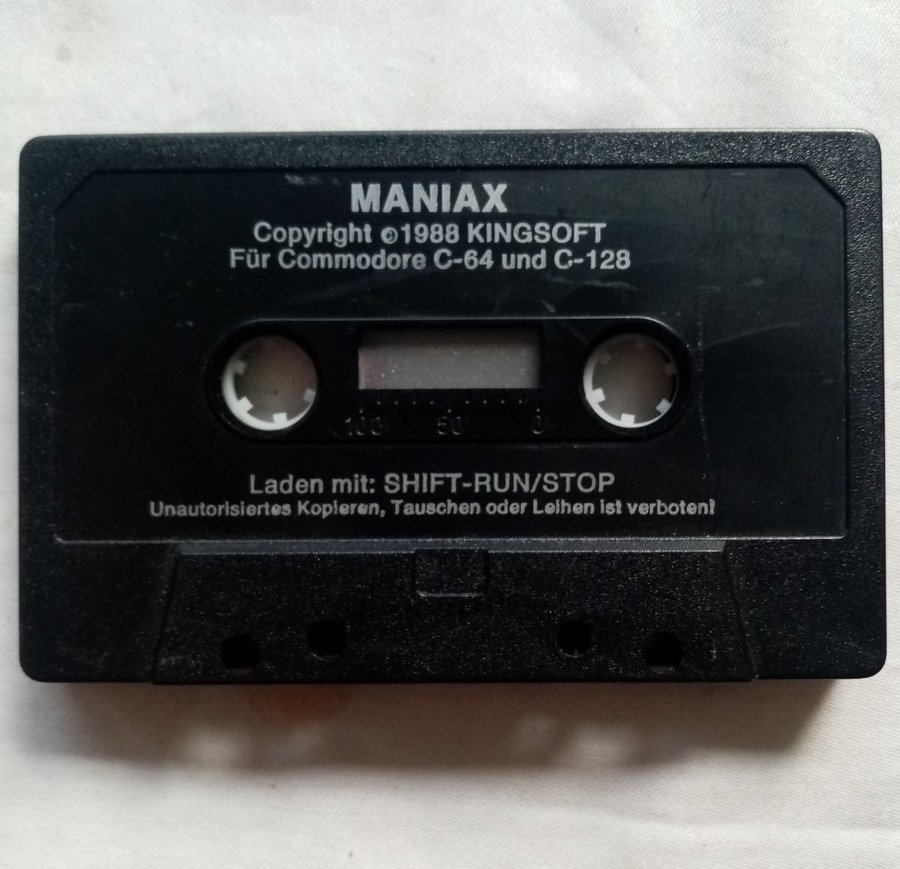 MANIAX
Copyright ©1988 KINGSOFT
Für Commodore C-64 und C-128
100 50 0
Laden mit: SHIFT-RUN/STOP
Unautorisiertes Kopieren, Tauschen oder Leihen ist verboten!